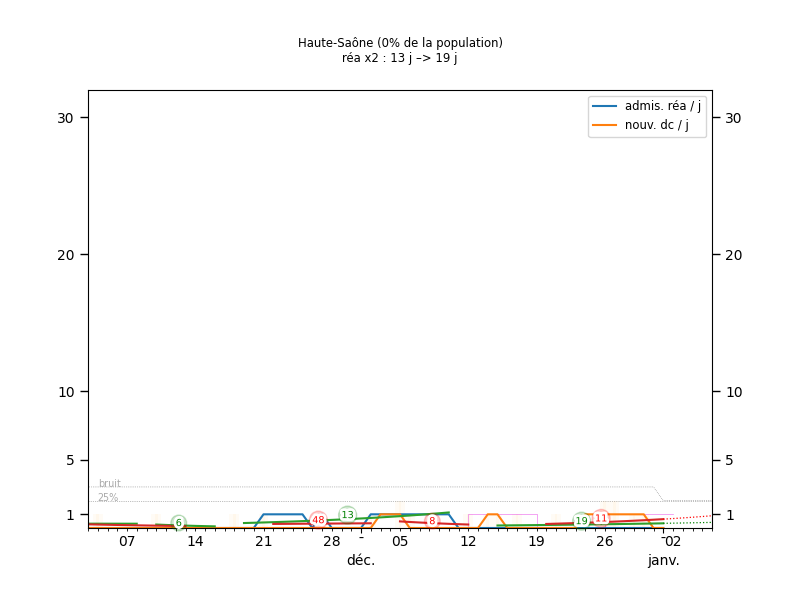 Haute-Saône (0% de la population)
réa x2 : 13 j –> 19 j
admis. réa / j
nouv. dc / j
30 30
20 20
10 10
5 5
bruit
25%
1 1
6 48 13 8 19 11
07 14 21 28 - 05 12 19 26 -02
déc. janv.